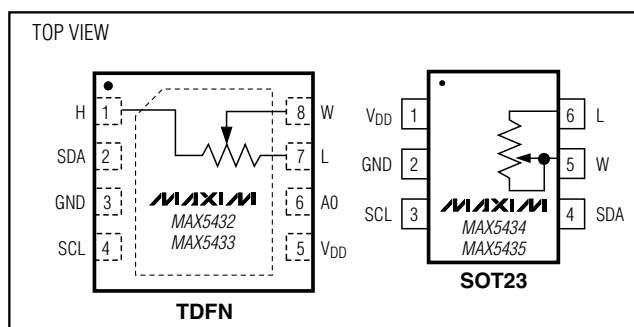 TOP VIEW
H 1 8 W
SDA 2 7 L
GND 3 6 A0
SCL 4 5 VDD
MAXIM
MAX5432
MAX5433
TDFN
VDD 1 6 L
GND 2 5 W
SCL 3 4 SDA
MAXIM
MAX5434
MAX5435
SOT23